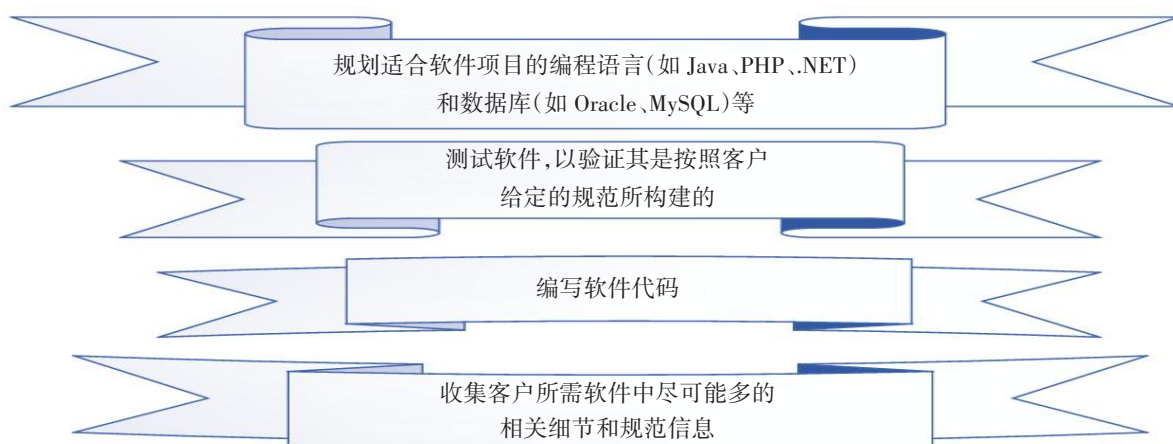 规划适合软件项目的编程语言(如 Java、PHP、.NET)
和数据库(如 Oracle、MySQL)等
测试软件,以验证其是按照客户
给定的规范所构建的
编写软件代码
收集客户所需软件中尽可能多的
相关细节和规范信息